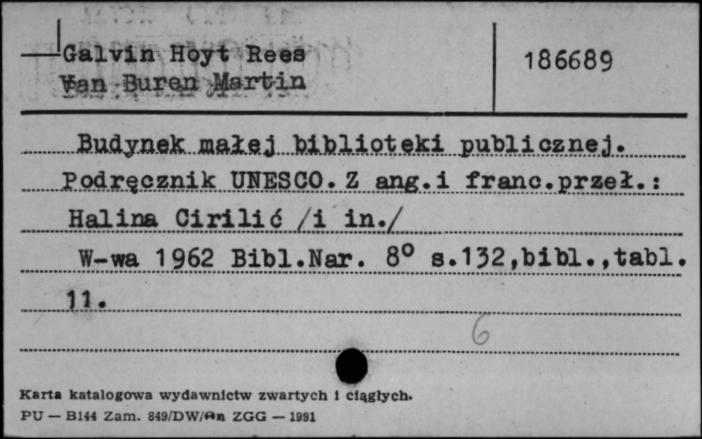 Galvin Hoyt Rees
186689
Van Buren Martin
Budynek małej biblioteki publicznej.
Podręcznik UNESCO. Z ang.i franc.przeł.:
Halina Cirilić /i in./
W-wa 1962 Bibl.Nar. 8° s.132,bibl.,tabl.
11.
6
Karta katalogowa wydawnictw zwartych i ciągłych.
PU — B144 Zam. 849/DW/ ZGG — 1991